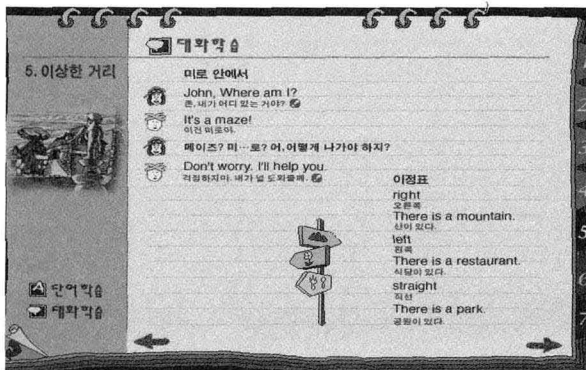 대화학습
5. 이상한 거리
미로 안에서
John, Where am I?
존, 내가 어디 있는 거야?
It's a maze!
이건 미로야.
메이즈? 미…로? 어, 어떻게 나가야 하지?
Don't worry. I'll help you.
걱정하지마. 내가 널 도와줄께.
이정표
right
오른쪽
There is a mountain.
산이 있다.
left
왼쪽
There is a restaurant.
식당이 있다.
straight
직선
There is a park.
공원이 있다.
단어학습
대화학습
5
6
7